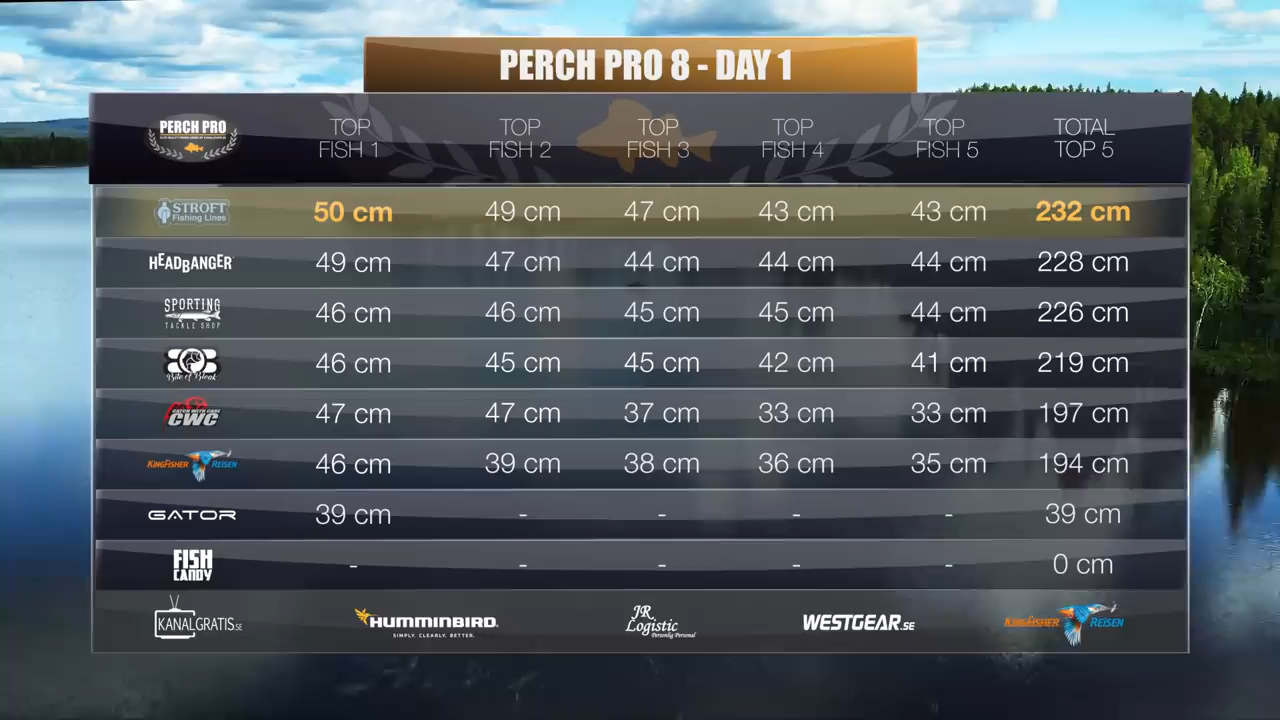 PERCH PRO 8 - DAY 1
PERCH PRO
TOP FISH 1 TOP FISH 2 TOP FISH 3 TOP FISH 4 TOP FISH 5 TOTAL TOP 5
STROFT Fishing Lines 50 cm 49 cm 47 cm 43 cm 43 cm 232 cm
HEADBANGER 49 cm 47 cm 44 cm 44 cm 44 cm 228 cm
SPORTING TACKLE SHOP 46 cm 46 cm 45 cm 45 cm 44 cm 226 cm
Bite of Bleak 46 cm 45 cm 45 cm 42 cm 41 cm 219 cm
CATCH WITH CARE CWC 47 cm 47 cm 37 cm 33 cm 33 cm 197 cm
KINGFISHER REISEN 46 cm 39 cm 38 cm 36 cm 35 cm 194 cm
GATOR 39 cm - - - - 39 cm
FISH CANDY - - - - - 0 cm
KANALGRATIS.SE HUMMINBIRD. SIMPLY. CLEARLY. BETTER. JR Logistic Personlig Personal WESTGEAR.SE KINGFISHER REISEN